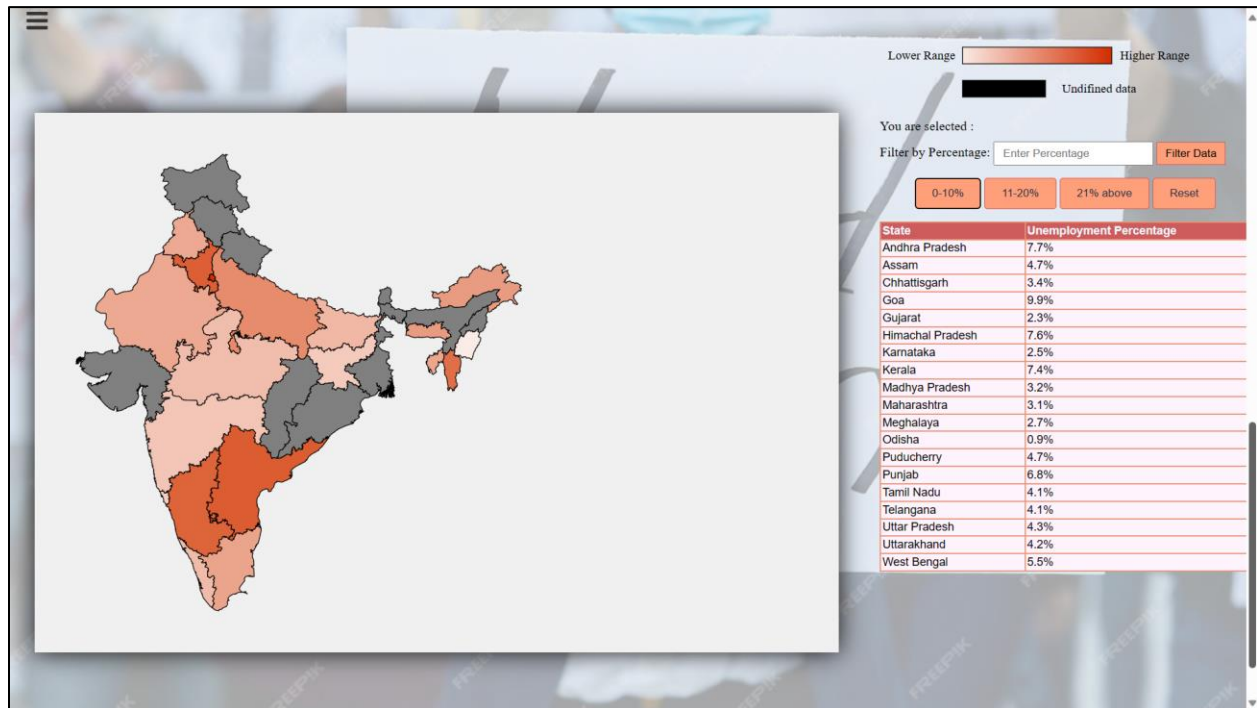 Lower Range Higher Range
Undifined data
You are selected :
Filter by Percentage: Enter Percentage Filter Data
0-10% 11-20% 21% above Reset
State Unemployment Percentage
Andhra Pradesh 7.7%
Assam 4.7%
Chhattisgarh 3.4%
Goa 9.9%
Gujarat 2.3%
Himachal Pradesh 7.6%
Karnataka 2.5%
Kerala 7.4%
Madhya Pradesh 3.2%
Maharashtra 3.1%
Meghalaya 2.7%
Odisha 0.9%
Puducherry 4.7%
Punjab 6.8%
Tamil Nadu 4.1%
Telangana 4.1%
Uttar Pradesh 4.3%
Uttarakhand 4.2%
West Bengal 5.5%
FREEPIK
FREEPIK
FREEPIK